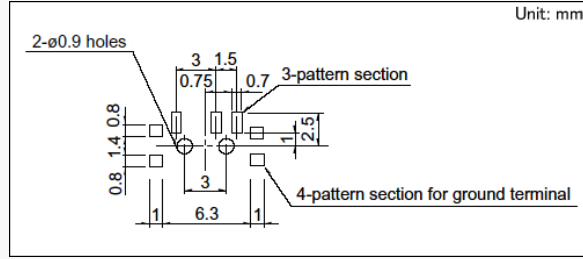 Unit: mm
2-ø0.9 holes
3 1.5
0.75 0.7
3-pattern section
0.8
1.4
0.8
1
2.5
3
4-pattern section for ground terminal
1 6.3 1